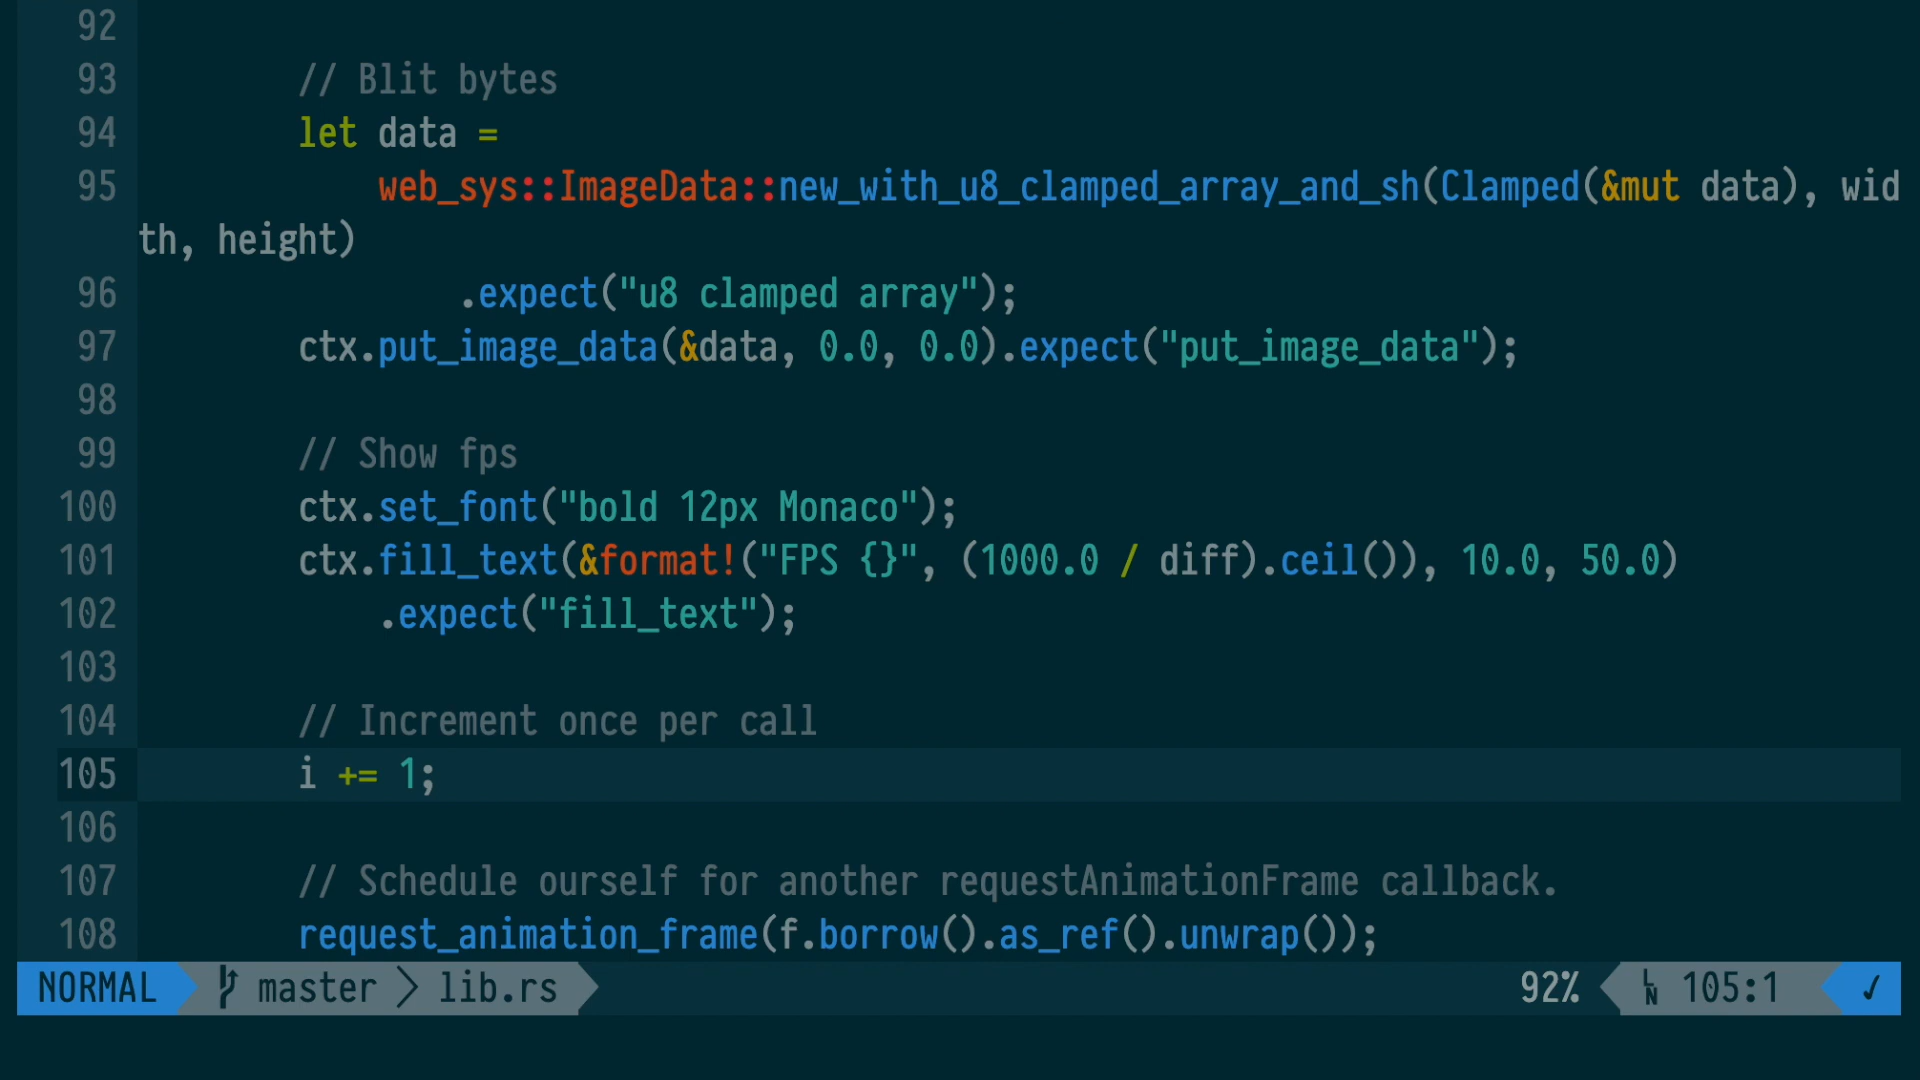 92
93 // Blit bytes
94 let data =
95 web_sys::ImageData::new_with_u8_clamped_array_and_sh(Clamped(&mut data), wid
th, height)
96 .expect("u8 clamped array");
97 ctx.put_image_data(&data, 0.0, 0.0).expect("put_image_data");
98
99 // Show fps
100 ctx.set_font("bold 12px Monaco");
101 ctx.fill_text(&format!("FPS {}", (1000.0 / diff).ceil()), 10.0, 50.0)
102 .expect("fill_text");
103
104 // Increment once per call
105 i += 1;
106
107 // Schedule ourself for another requestAnimationFrame callback.
108 request_animation_frame(f.borrow().as_ref().unwrap());
NORMAL master lib.rs 92% LN 105:1 ✓